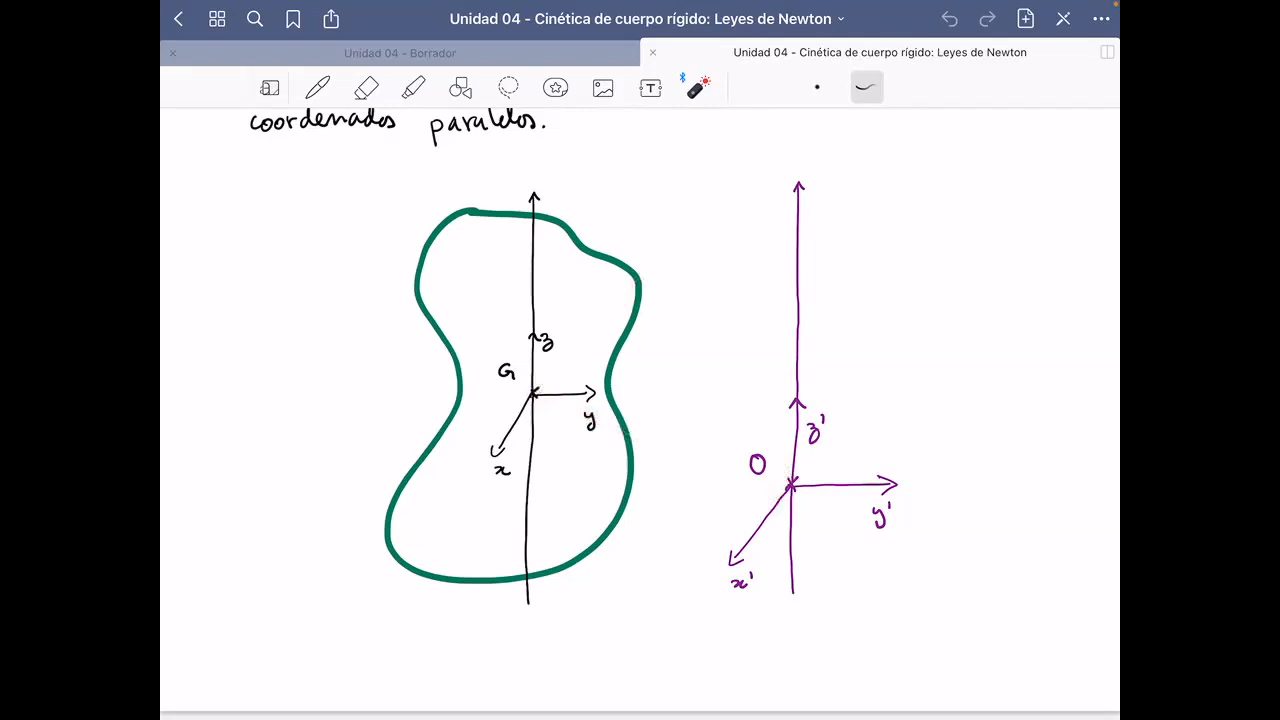 Unidad 04 - Cinética de cuerpo rígido: Leyes de Newton
Unidad 04 - Borrador
Unidad 04 - Cinética de cuerpo rígido: Leyes de Newton
T
coordenados paralelos.
z
G
y
x
z'
O
y'
x'